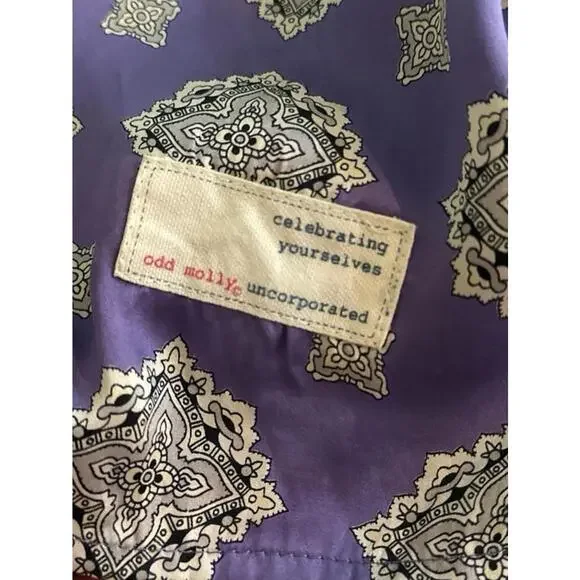 celebrating
yourselves
odd molly© uncorporated